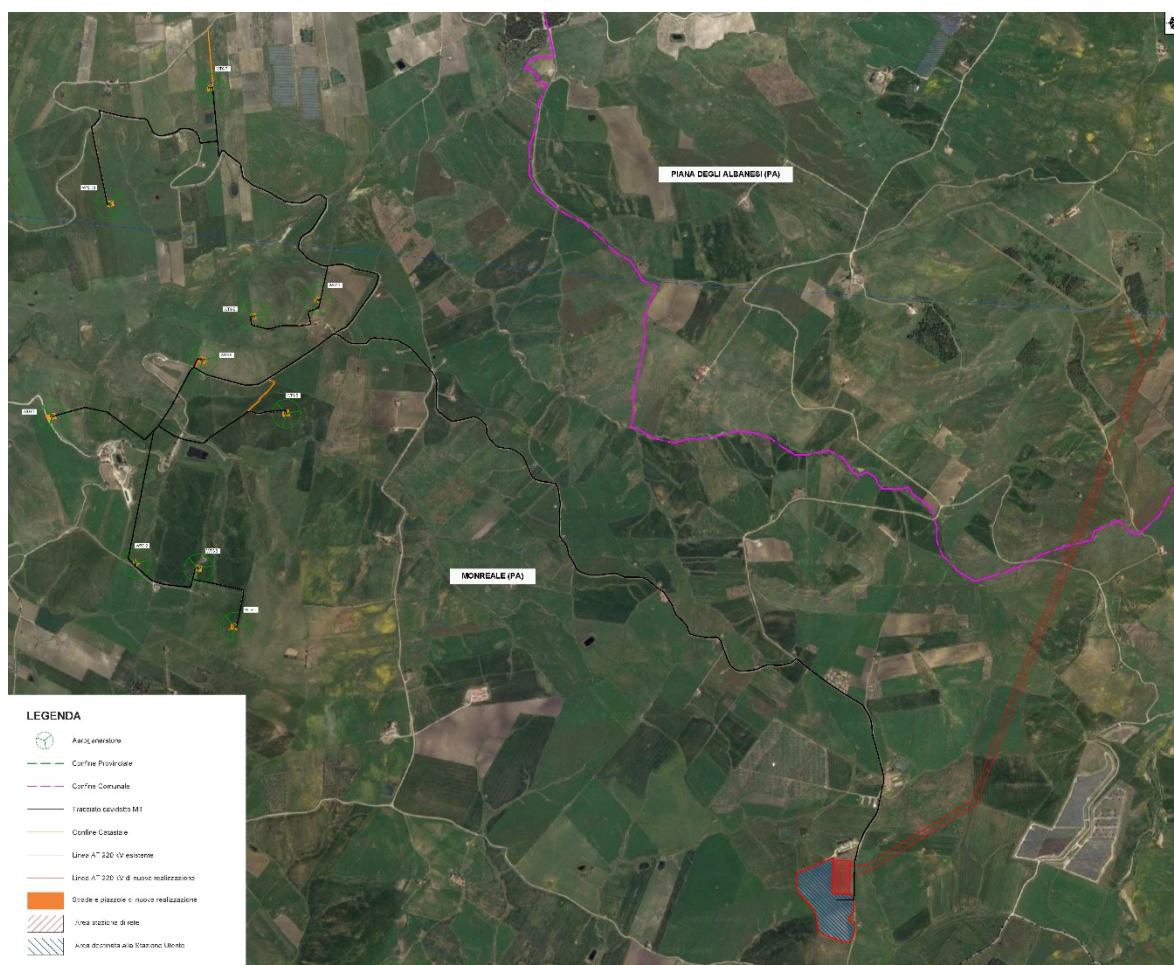 PIANA DEGLI ALBANESI (PA)
MONREALE (PA)
LEGENDA
Aerogeneratore
Confine Provinciale
Confine Comunale
Tracciato cavidotto MT
Confine Catastale
Linea AT 220 kV esistente
Linea AT 220 kV di nuova realizzazione
Strade e piazzole di nuova realizzazione
Area stazione di rete
Area destinata alla Stazione Utente